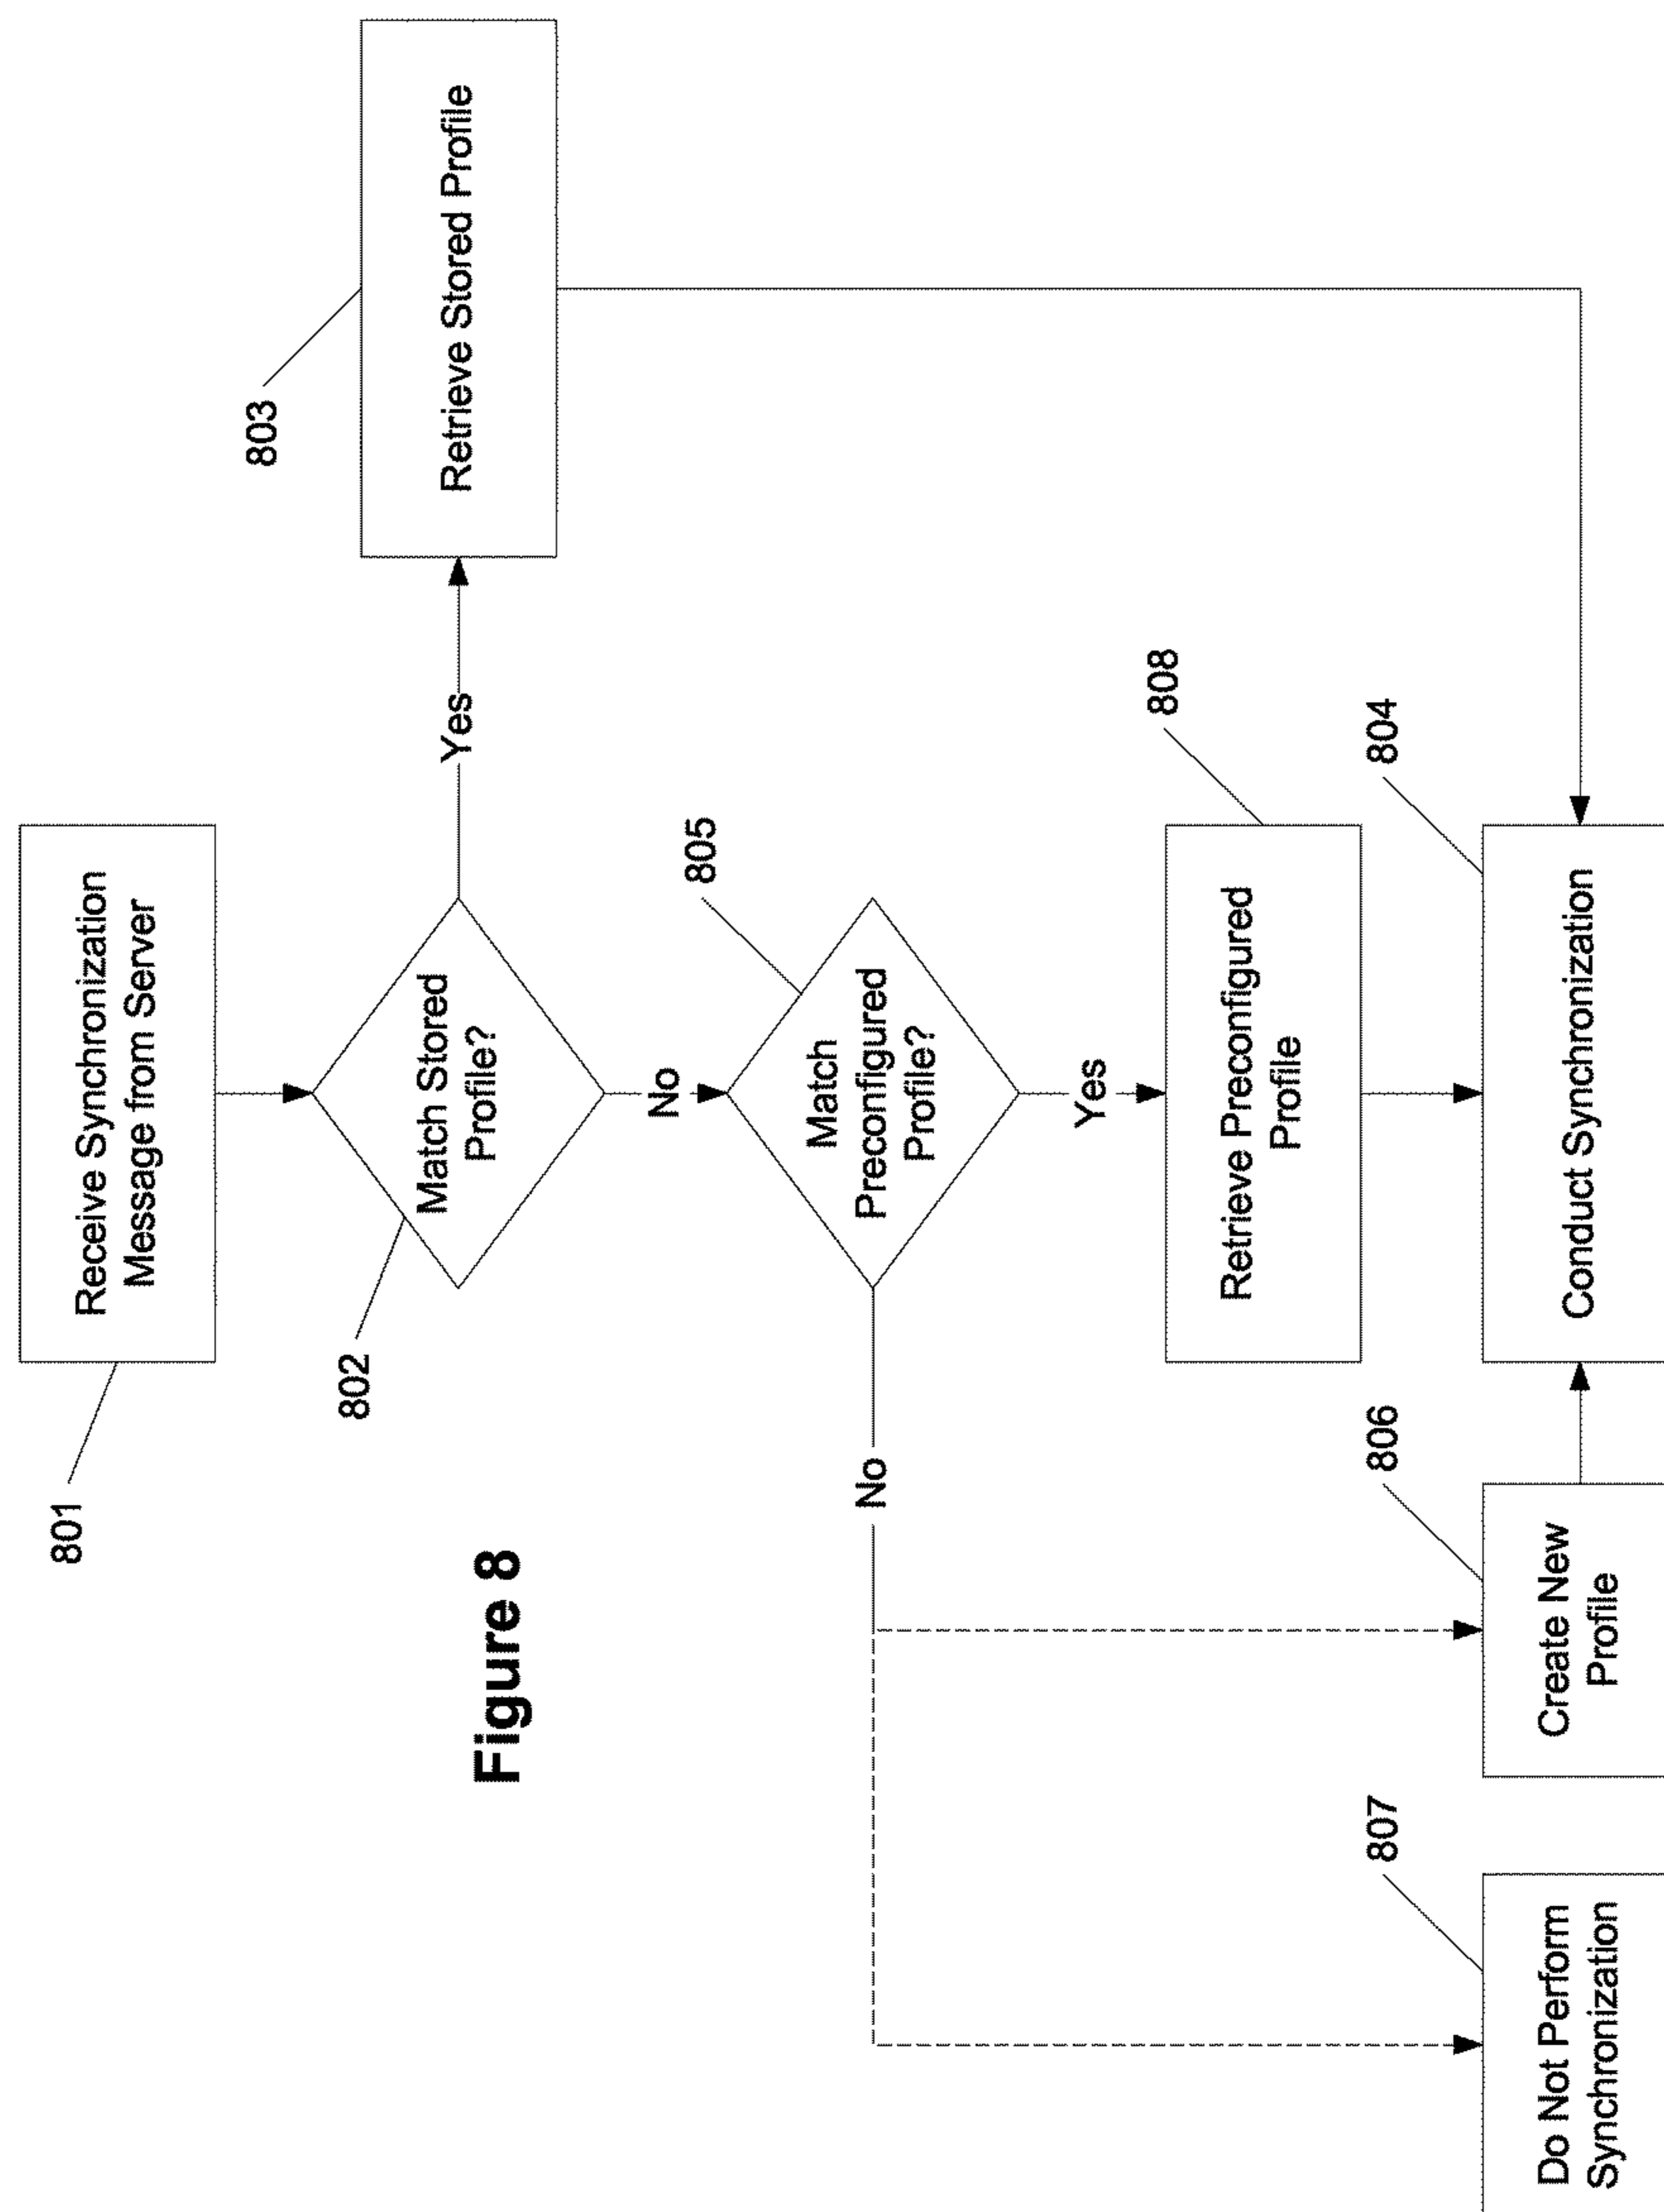 801
Receive Synchronization
Message from Server
802
Match Stored
Profile?
Yes
803
Retrieve Stored Profile
No
805
Match
Preconfigured
Profile?
No
Yes
808
Retrieve Preconfigured
Profile
807
Do Not Perform
Synchronization
806
Create New
Profile
804
Conduct Synchronization
Figure 8